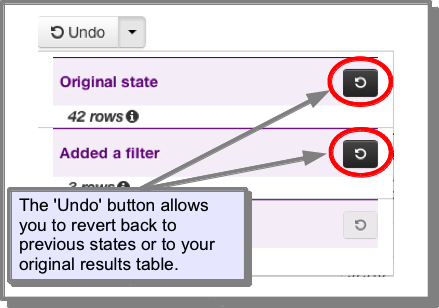 Undo
Original state
42 rows
Added a filter
3 rows
The 'Undo' button allows
you to revert back to
previous states or to your
original results table.